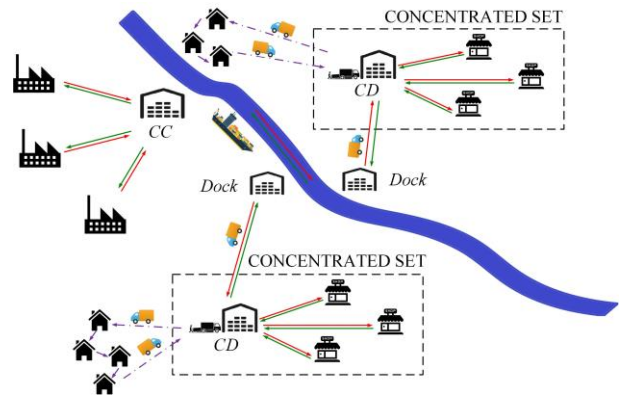 CONCENTRATED SET
CD
CC
Dock
Dock
CONCENTRATED SET
CD